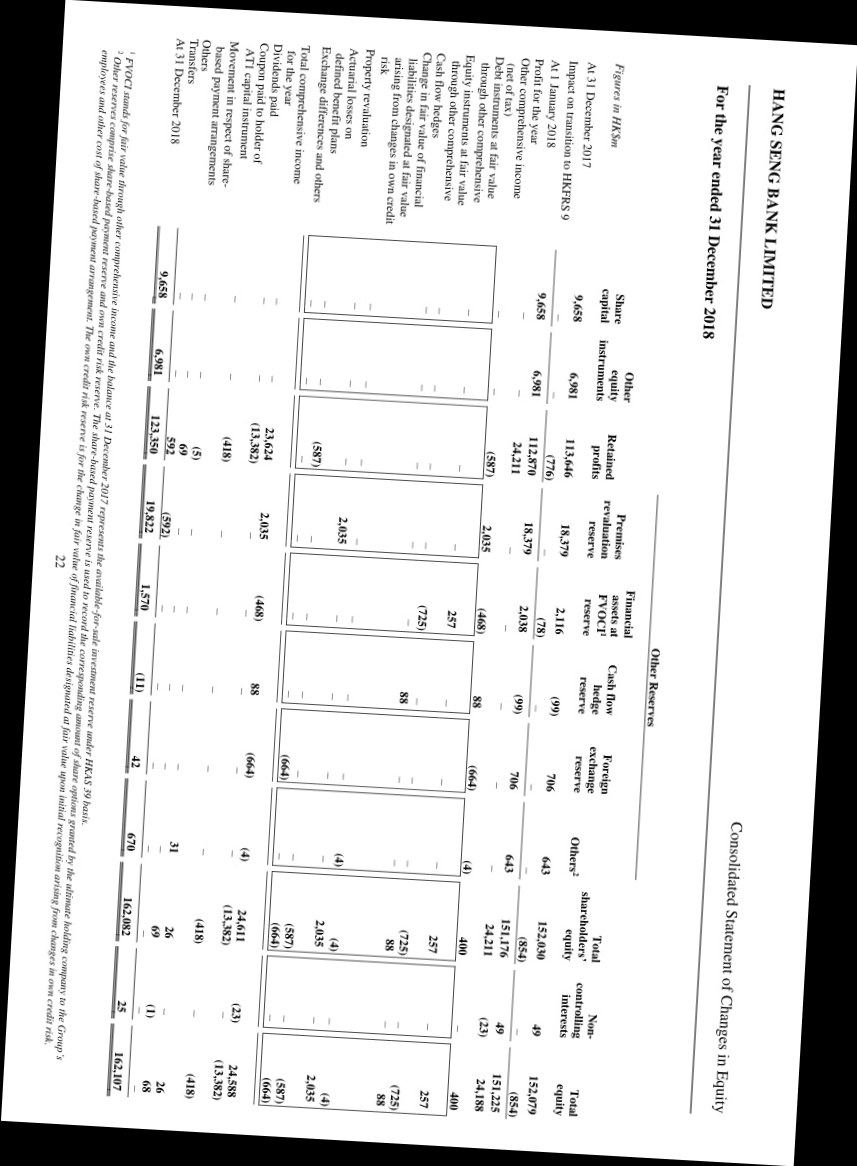 HANG SENG BANK LIMITED
Consolidated Statement of Changes in Equity
For the year ended 31 December 2018
Other Reserves
Figures in HK$m Share capital Other equity instruments Retained profits Premises revaluation reserve Financial assets at FVOCI¹ reserve Cash flow hedge reserve Foreign exchange reserve Others² Total shareholders' equity Non-controlling interests Total equity
At 31 December 2017 9,658 6,981 113,646 18,379 2,116 (99) 706 643 152,030 49 152,079
Impact on transition to HKFRS 9 – – (776) – (78) – – – (854) – (854)
At 1 January 2018 9,658 6,981 112,870 18,379 2,038 (99) 706 643 151,176 49 151,225
Profit for the year – – 24,211 – – – – – 24,211 (23) 24,188
Other comprehensive income
(net of tax) – – (587) 2,035 (468) 88 (664) (4) 400 – 400
Debt instruments at fair value
through other comprehensive – – – – 257 – – – 257 – 257
Equity instruments at fair value
through other comprehensive – – – – (725) – – – (725) – (725)
Cash flow hedges – – – – – 88 – – 88 – 88
Change in fair value of financial
liabilities designated at fair value
arising from changes in own credit
risk – – – – – – – (4) (4) – (4)
Property revaluation – – – 2,035 – – – – 2,035 – 2,035
Actuarial losses on
defined benefit plans – – (587) – – – – – (587) – (587)
Exchange differences and others – – – – – – (664) – (664) – (664)
Total comprehensive income
for the year – – 23,624 2,035 (468) 88 (664) (4) 24,611 (23) 24,588
Dividends paid – – (13,382) – – – – – (13,382) – (13,382)
Coupon paid to holder of
AT1 capital instrument – – (418) – – – – – (418) – (418)
Movement in respect of share-
based payment arrangements – – (5) – – – – 31 26 – 26
Others – – 69 – – – – – 69 (1) 68
Transfers – – 592 (592) – – – – – – –
At 31 December 2018 9,658 6,981 123,350 19,822 1,570 (11) 42 670 162,082 25 162,107
¹ FVOCI stands for fair value through other comprehensive income and the balance at 31 December 2017 represents the available-for-sale investment reserve under HKAS 39 basis.
² Other reserves comprise share-based payment reserve and own credit risk reserve. The share-based payment reserve is used to record the corresponding amount of share options granted by the ultimate holding company to the Group's
employees and other cost of share-based payment arrangement. The own credit risk reserve is for the change in fair value of financial liabilities designated at fair value upon initial recognition arising from changes in own credit risk.
22